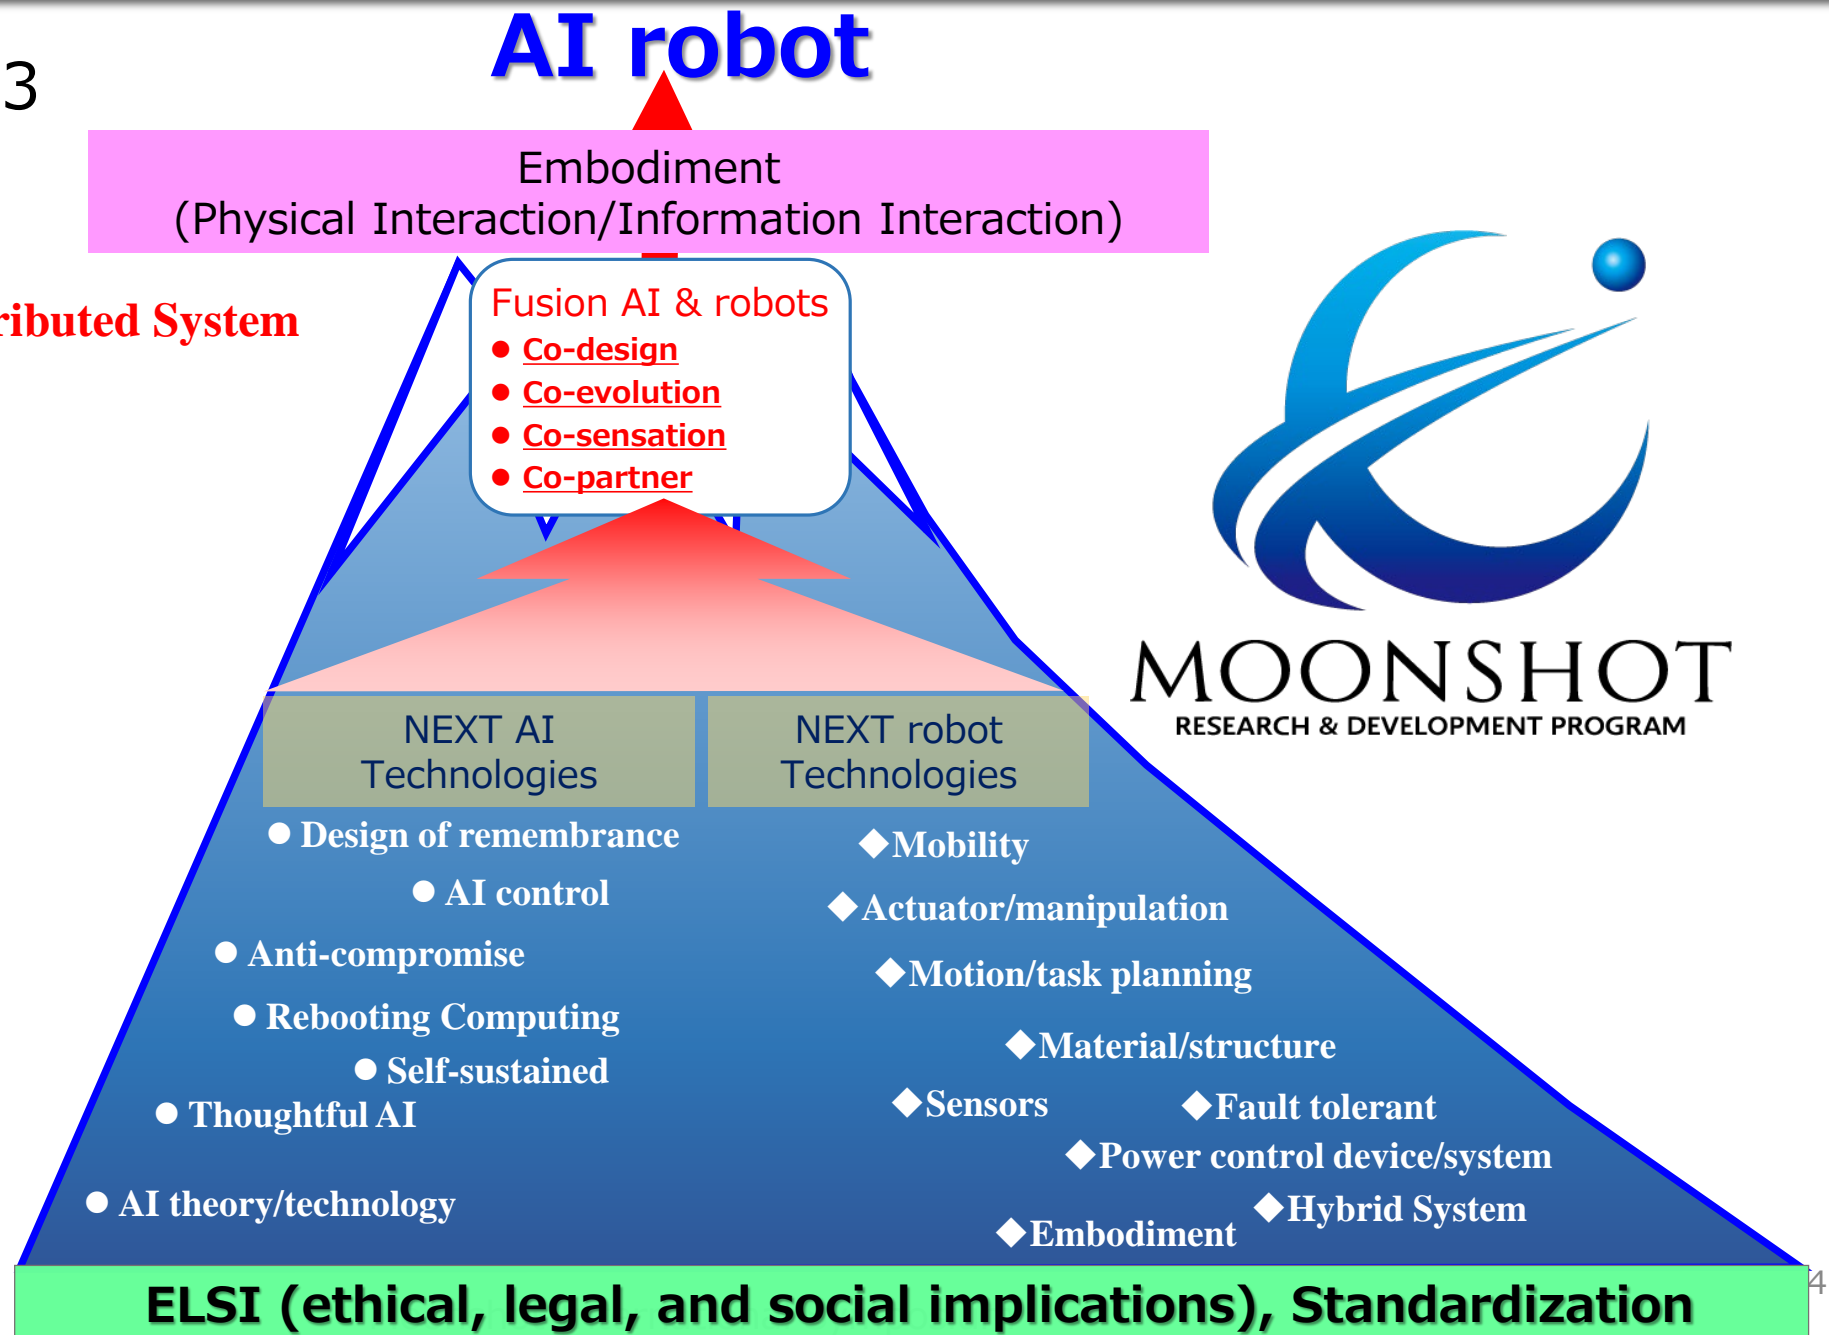 AI robot
3
Embodiment
(Physical Interaction/Information Interaction)
Fusion AI & robots
● Co-design
● Co-evolution
● Co-sensation
● Co-partner
ributed System
MOONSHOT
RESEARCH & DEVELOPMENT PROGRAM
NEXT AI
Technologies
NEXT robot
Technologies
● Design of remembrance
● AI control
● Anti-compromise
● Rebooting Computing
● Self-sustained
● Thoughtful AI
● AI theory/technology
◆Mobility
◆Actuator/manipulation
◆Motion/task planning
◆Material/structure
◆Sensors
◆Fault tolerant
◆Power control device/system
◆Hybrid System
◆Embodiment
ELSI (ethical, legal, and social implications), Standardization
4